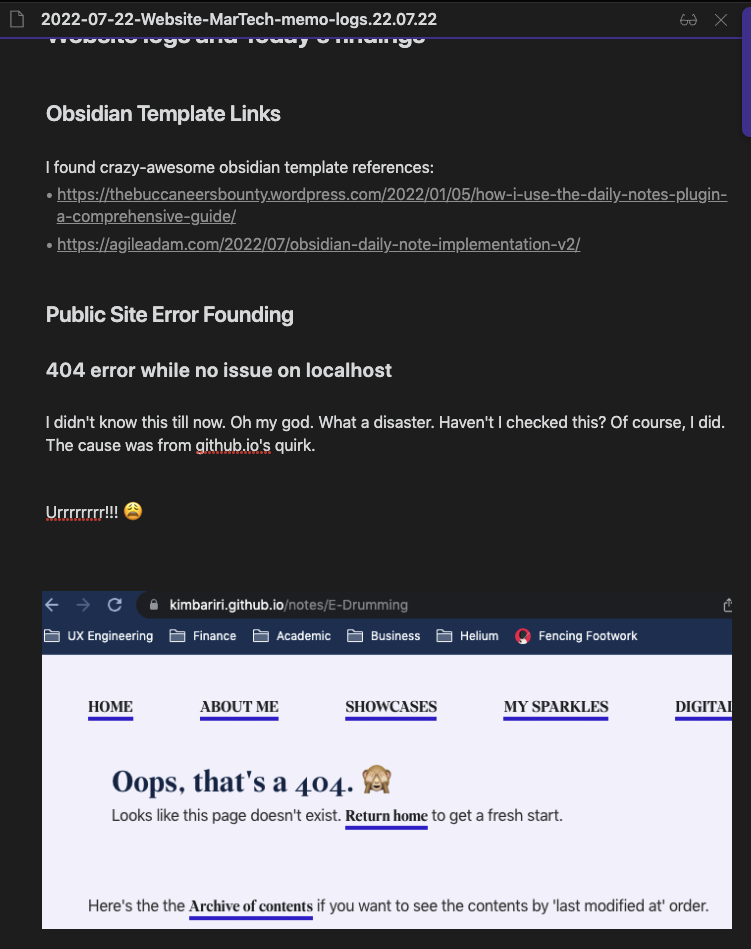 2022-07-22-Website-MarTech-memo-logs.22.07.22
Website logs and Today's findings
Obsidian Template Links
I found crazy-awesome obsidian template references:
• https://thebuccaneersbounty.wordpress.com/2022/01/05/how-i-use-the-daily-notes-plugin-
a-comprehensive-guide/
• https://agileadam.com/2022/07/obsidian-daily-note-implementation-v2/
Public Site Error Founding
404 error while no issue on localhost
I didn't know this till now. Oh my god. What a disaster. Haven't I checked this? Of course, I did.
The cause was from github.io's quirk.
Urrrrrrrr!!! 😩
kimbariri.github.io/notes/E-Drumming
UX Engineering Finance Academic Business Helium Fencing Footwork
HOME ABOUT ME SHOWCASES MY SPARKLES DIGITAL
Oops, that's a 404. 🙈
Looks like this page doesn't exist. Return home to get a fresh start.
Here's the the Archive of contents if you want to see the contents by 'last modified at' order.